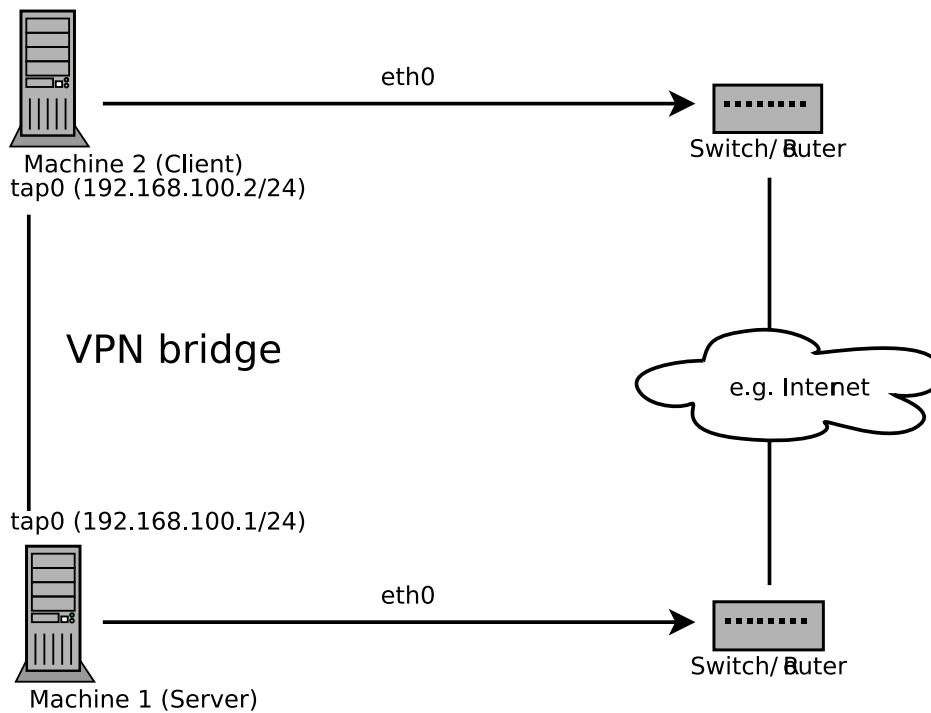 eth0
Switch/Router
Machine 2 (Client)
tap0 (192.168.100.2/24)
VPN bridge
e.g. Internet
tap0 (192.168.100.1/24)
eth0
Switch/Router
Machine 1 (Server)